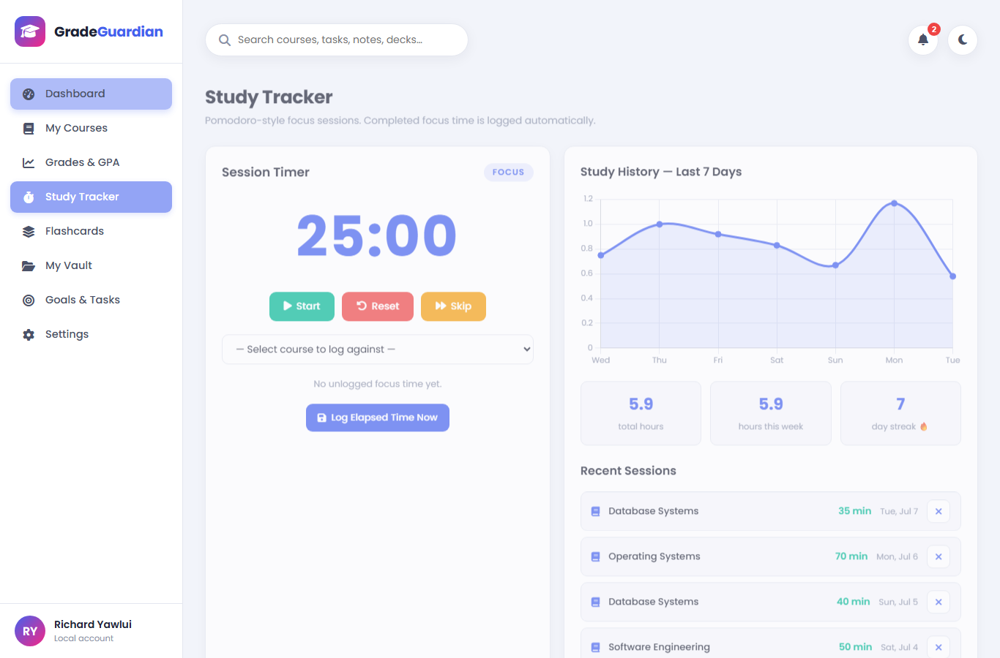 GradeGuardian
Search courses, tasks, notes, decks...
2
Dashboard
My Courses
Grades & GPA
Study Tracker
Flashcards
My Vault
Goals & Tasks
Settings
RY
Richard Yawlui
Local account
Study Tracker
Pomodoro-style focus sessions. Completed focus time is logged automatically.
Session Timer
FOCUS
25:00
Start
Reset
Skip
— Select course to log against —
No unlogged focus time yet.
Log Elapsed Time Now
Study History — Last 7 Days
1.2
1.0
0.8
0.6
0.4
0.2
0
Wed Thu Fri Sat Sun Mon Tue
5.9
total hours
5.9
hours this week
7
day streak 🔥
Recent Sessions
Database Systems 35 min Tue, Jul 7
Operating Systems 70 min Mon, Jul 6
Database Systems 40 min Sun, Jul 5
Software Engineering 50 min Sat, Jul 4